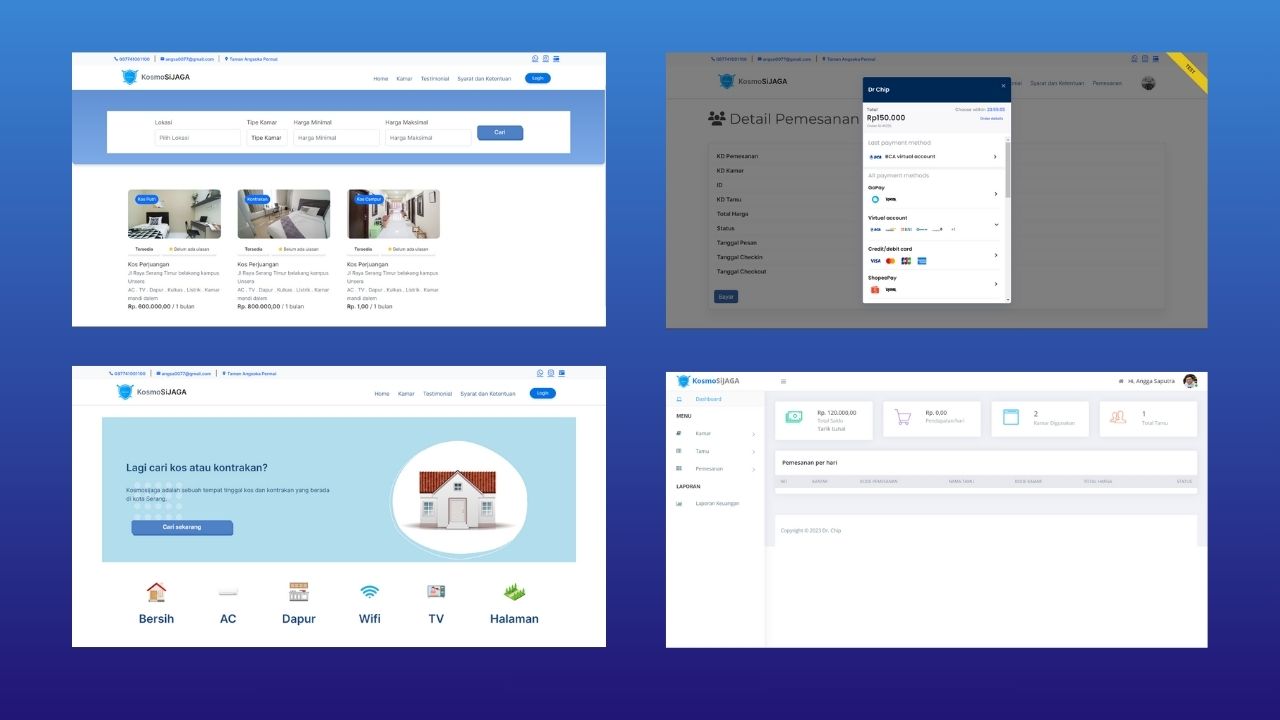 087741001100 | angsa0077@gmail.com | Taman Angsoka Permai
KosmoSiJAGA
Home Kamar Testimonial Syarat dan Ketentuan Login
Lokasi Tipe Kamar Harga Minimal Harga Maksimal
Pilih Lokasi Tipe Kamar Harga Minimal Harga Maksimal Cari
Kos Putri Kontrakan Kos Campur
Tersedia Belum ada ulasan Tersedia Belum ada ulasan Tersedia Belum ada ulasan
Kos Perjuangan Kos Perjuangan Kos Perjuangan
Jl Raya Serang Timur belakang kampus Jl Raya Serang Timur belakang kampus Jl Raya Serang Timur belakang kampus
Unsera Unsera Unsera
AC . TV . Dapur . Kulkas . Listrik . Kamar AC . TV . Dapur . Kulkas . Listrik . Kamar AC . TV . Dapur . Kulkas . Listrik . Kamar
mandi dalam mandi dalam mandi dalam
Rp. 600.000,00 / 1 bulan Rp. 800.000,00 / 1 bulan Rp. 1,00 / 1 bulan
087741001100 | angsa0077@gmail.com | Taman Angsoka Permai
TEST
KosmoSiJAGA
Syarat dan Ketentuan Pemesanan
Detail Pemesanan
KD Pemesanan
KD Kamar
ID
KD Tamu
Total Harga
Status
Tanggal Pesan
Tanggal Checkin
Tanggal Checkout
Bayar
Dr Chip
Total Choose within
Rp150.000 Order details
Last payment method
BCA virtual account
All payment methods
GoPay
Virtual account
Credit/debit card
VISA
ShopeePay
087741001100 | angsa0077@gmail.com | Taman Angsoka Permai
KosmoSiJAGA
Home Kamar Testimonial Syarat dan Ketentuan Login
Lagi cari kos atau kontrakan?
Kosmosijaga adalah sebuah tempat tinggal kos dan kontrakan yang berada
di kota Serang.
Cari sekarang
Bersih AC Dapur Wifi TV Halaman
KosmoSiJAGA
Hi, Angga Saputra
Dashboard
MENU
Kamar
Tamu
Pemesanan
LAPORAN
Laporan Keuangan
Rp. 120.000,00
Total Saldo
Tarik Tunai
Rp. 0,00
Pendapatan/hari
2
Kamar Digunakan
1
Total Tamu
Pemesanan per hari
NO KAMAR KODE PEMESANAN NAMA TAMU KODE KAMAR TOTAL HARGA STATUS
Copyright © 2023 Dr. Chip